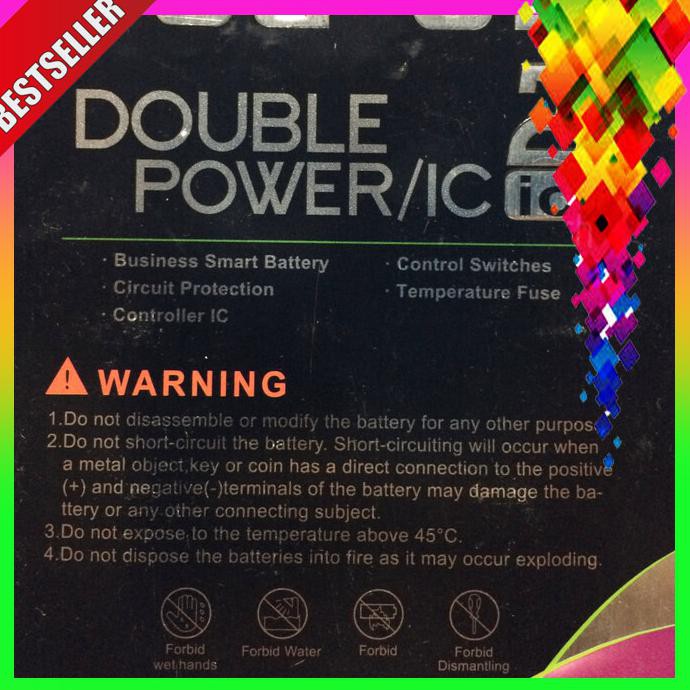 BESTSELLER
DOUBLE
POWER/IC
· Business Smart Battery
· Circuit Protection
· Controller IC
· Control Switches
· Temperature Fuse
WARNING
1.Do not disassemble or modify the battery for any other
2.Do not short-circuit the battery. Short-circuiting will occur when
a metal object,key or coin has a direct connection to the positive
(+) and negative(-)terminals of the battery may damage the ba-
ttery or any other connecting subject.
3.Do not expose to the temperature above 45°C.
4.Do not dispose the batteries into fire as it may occur exploding.
Forbid
wet hands
Forbid Water
Forbid
Forbid
Dismantling